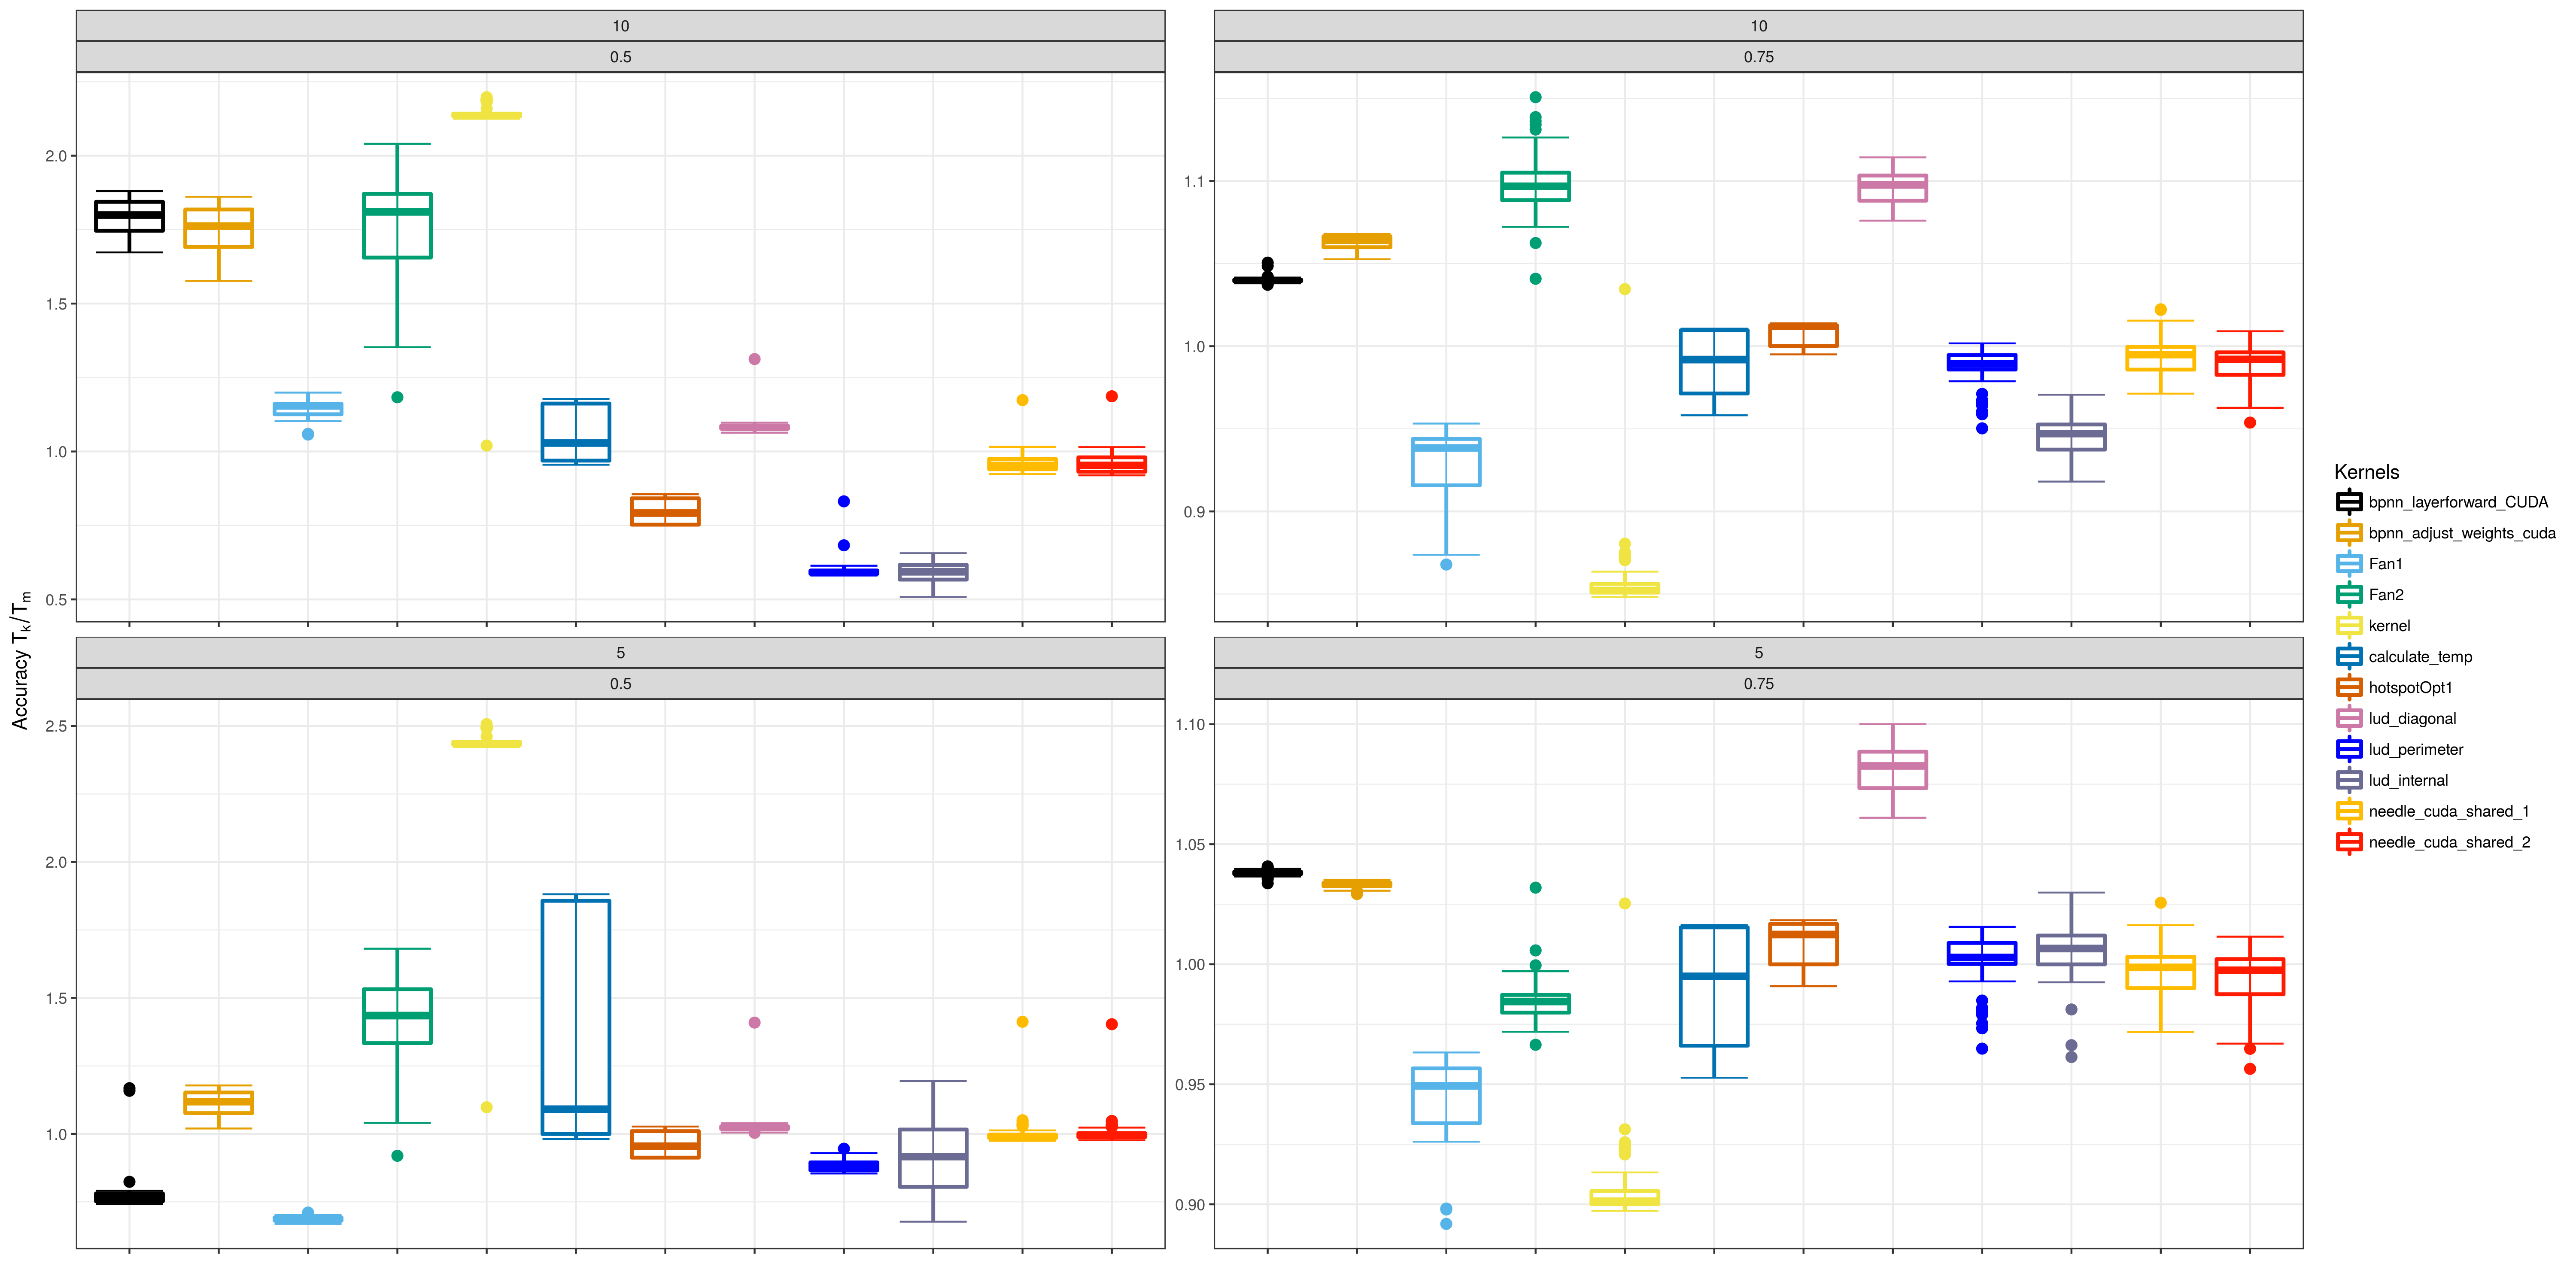 10
10
0.5
0.75
2.0
1.5
1.0
0.5
1.1
1.0
0.9
5
5
0.5
0.75
2.5
2.0
1.5
1.0
1.10
1.05
1.00
0.95
0.90
Accuracy Tk/Tm
Kernels
bpnn_layerforward_CUDA
bpnn_adjust_weights_cuda
Fan1
Fan2
kernel
calculate_temp
hotspotOpt1
lud_diagonal
lud_perimeter
lud_internal
needle_cuda_shared_1
needle_cuda_shared_2